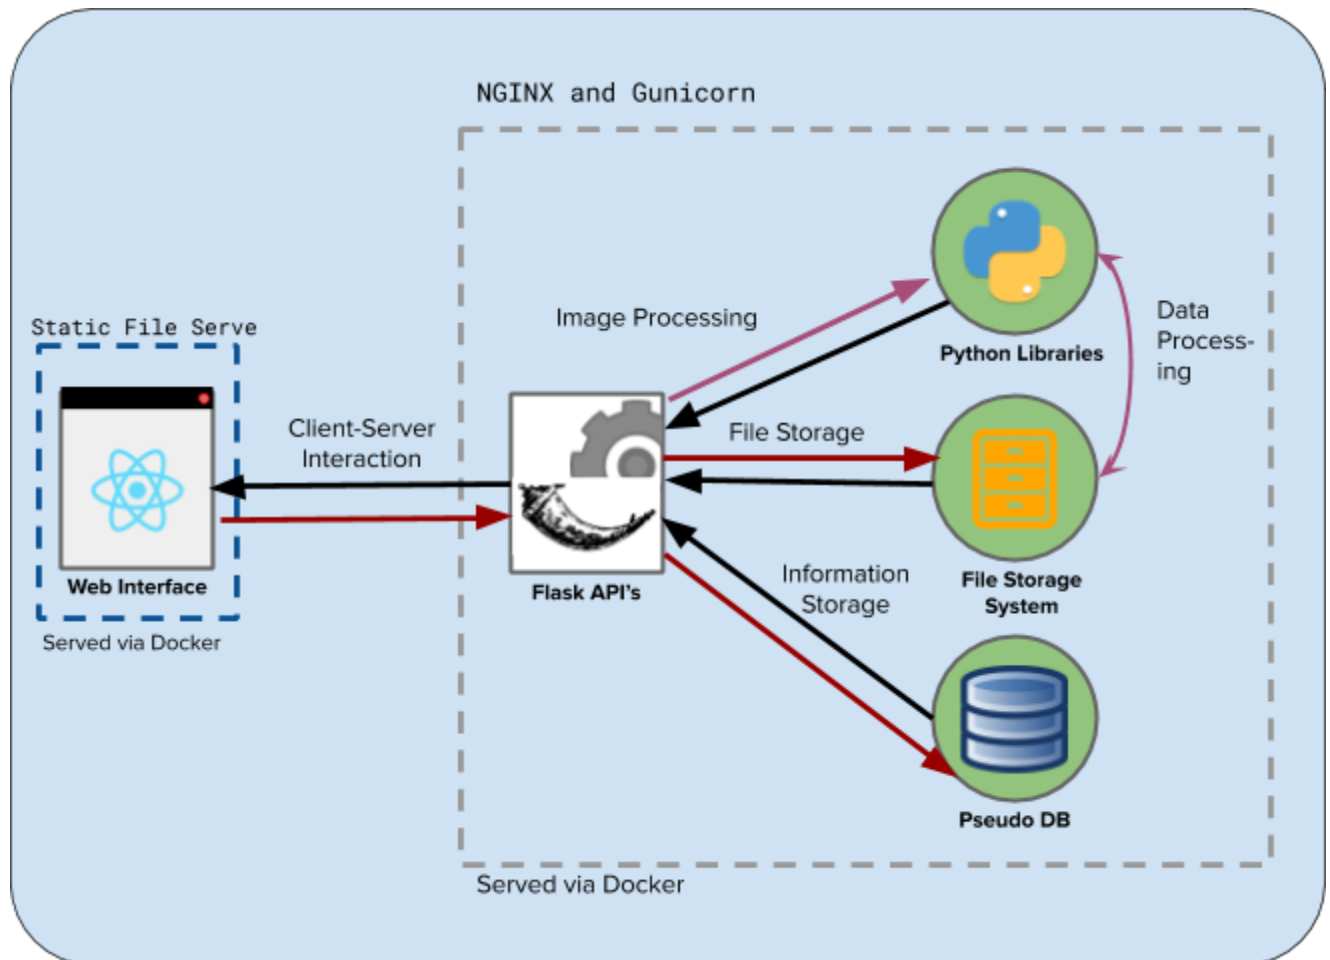 NGINX and Gunicorn
Static File Serve
Web Interface
Served via Docker
Client-Server
Interaction
Flask API's
Image Processing
File Storage
Information
Storage
Python Libraries
Data
Process-
ing
File Storage
System
Pseudo DB
Served via Docker